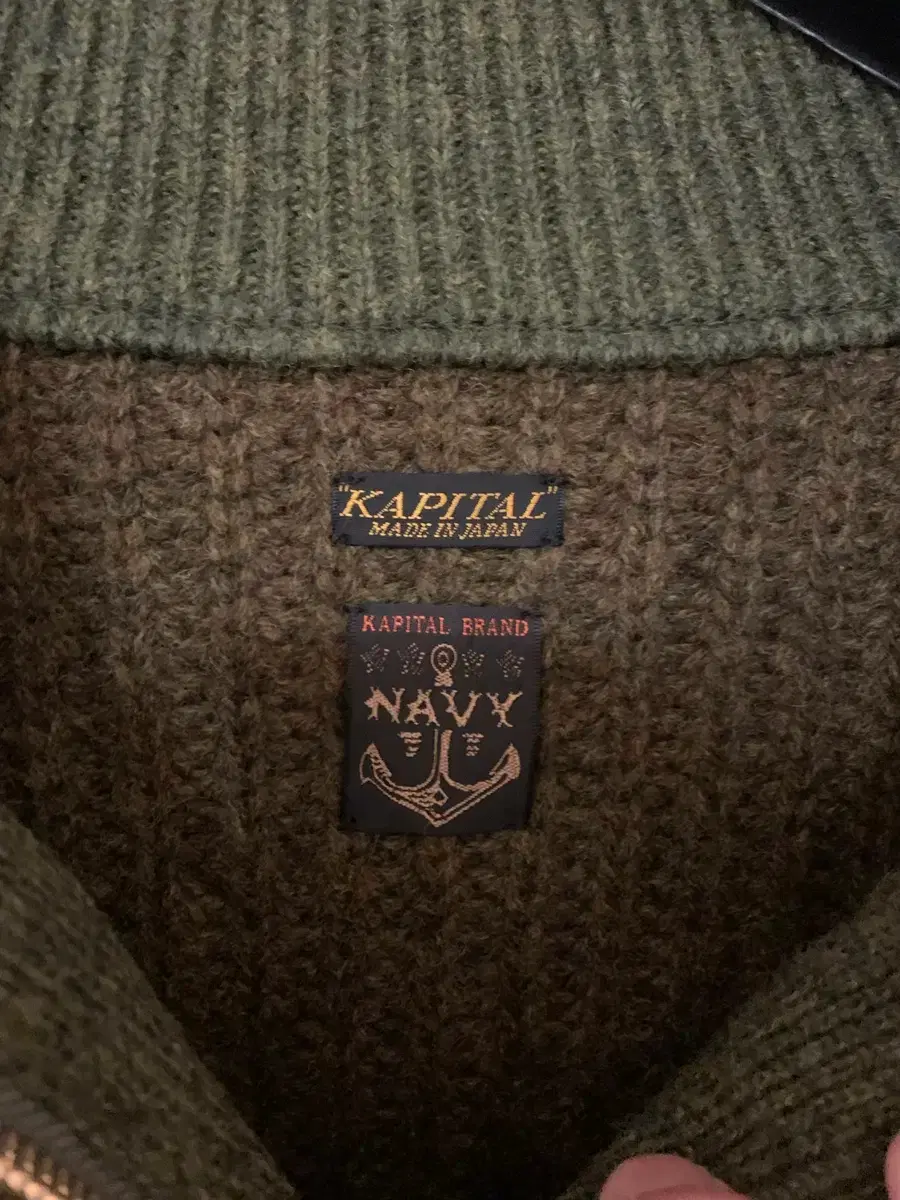 "KAPITAL"
MADE IN JAPAN
KAPITAL BRAND
NAVY